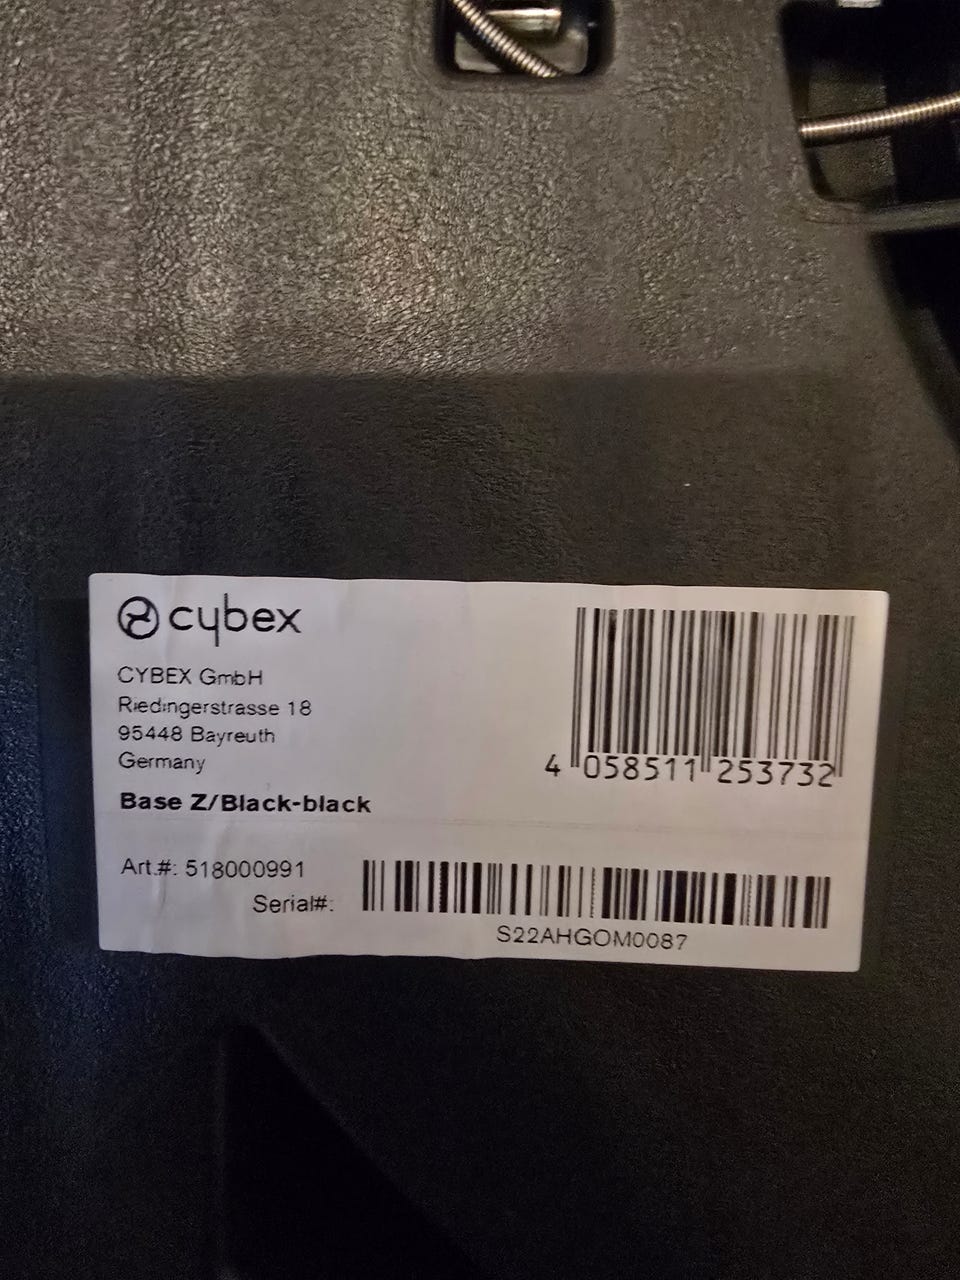 cybex
CYBEX GmbH
Riedingerstrasse 18
95448 Bayreuth
Germany
4 058511 253732
Base Z/Black-black
Art.#: 518000991
Serial#:
S22AHGOM0087